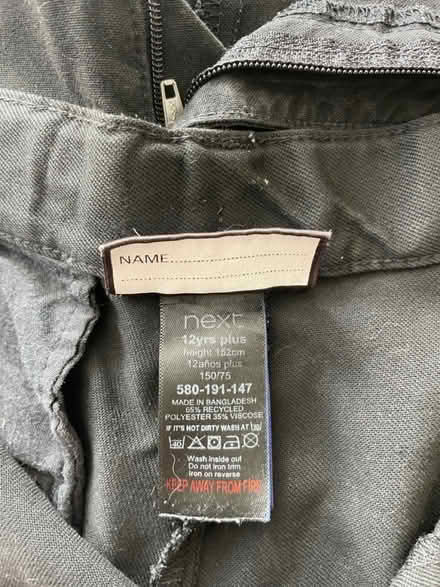 NAME
next
12yrs plus
height 152cm
12años plus
150/75
580-191-147
MADE IN BANGLADESH
65% RECYCLED
POLYESTER 35% VISCOSE
IF IT'S NOT DIRTY WASH AT 30
40
Wash inside out
Do not iron trim
Iron on reverse
KEEP AWAY FROM FIRE